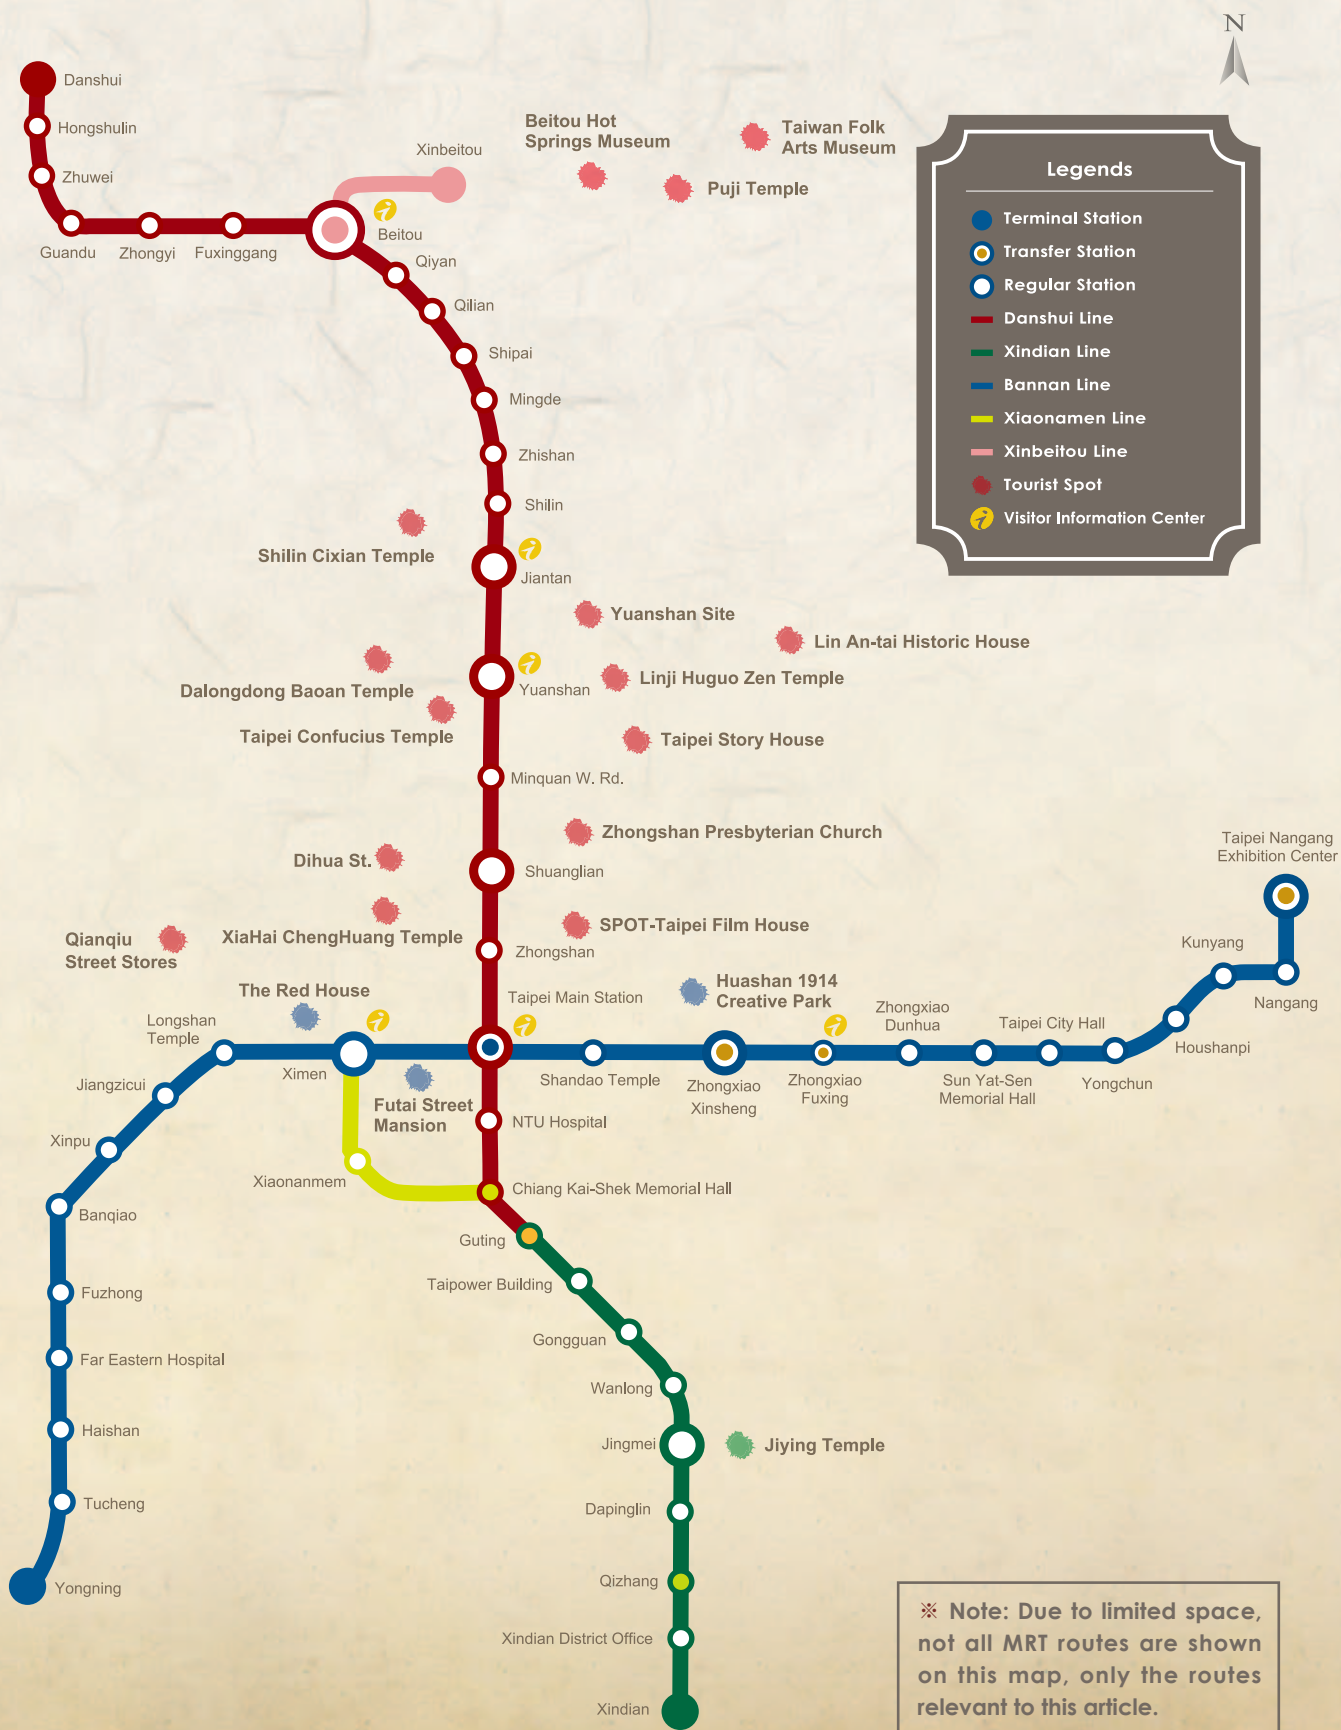 N
Danshui
Hongshulin
Zhuwei
Guandu
Zhongyi
Fuxinggang
Xinbeitou
Beitou
Qiyan
Qilian
Shipai
Mingde
Zhishan
Shilin
Jiantan
Yuanshan
Minquan W. Rd.
Shuanglian
Zhongshan
Taipei Main Station
NTU Hospital
Chiang Kai-Shek Memorial Hall
Guting
Taipower Building
Gongguan
Wanlong
Jingmei
Dapinglin
Qizhang
Xindian District Office
Xindian
Beitou Hot
Springs Museum
Taiwan Folk
Arts Museum
Puji Temple
Legends
Terminal Station
Transfer Station
Regular Station
Danshui Line
Xindian Line
Bannan Line
Xiaonamen Line
Xinbeitou Line
Tourist Spot
Visitor Information Center
Shilin Cixian Temple
Yuanshan Site
Lin An-tai Historic House
Dalongdong Baoan Temple
Linji Huguo Zen Temple
Taipei Confucius Temple
Taipei Story House
Zhongshan Presbyterian Church
Dihua St.
XiaHai ChengHuang Temple
SPOT-Taipei Film House
Qianqiu
Street Stores
The Red House
Huashan 1914
Creative Park
Futai Street
Mansion
Jiying Temple
Taipei Nangang
Exhibition Center
Kunyang
Nangang
Houshanpi
Yongchun
Taipei City Hall
Sun Yat-Sen
Memorial Hall
Zhongxiao
Dunhua
Zhongxiao
Fuxing
Zhongxiao
Xinsheng
Shandao Temple
Ximen
Xiaonanmem
Longshan
Temple
Jiangzicui
Xinpu
Banqiao
Fuzhong
Far Eastern Hospital
Haishan
Tucheng
Yongning
※ Note: Due to limited space,
not all MRT routes are shown
on this map, only the routes
relevant to this article.